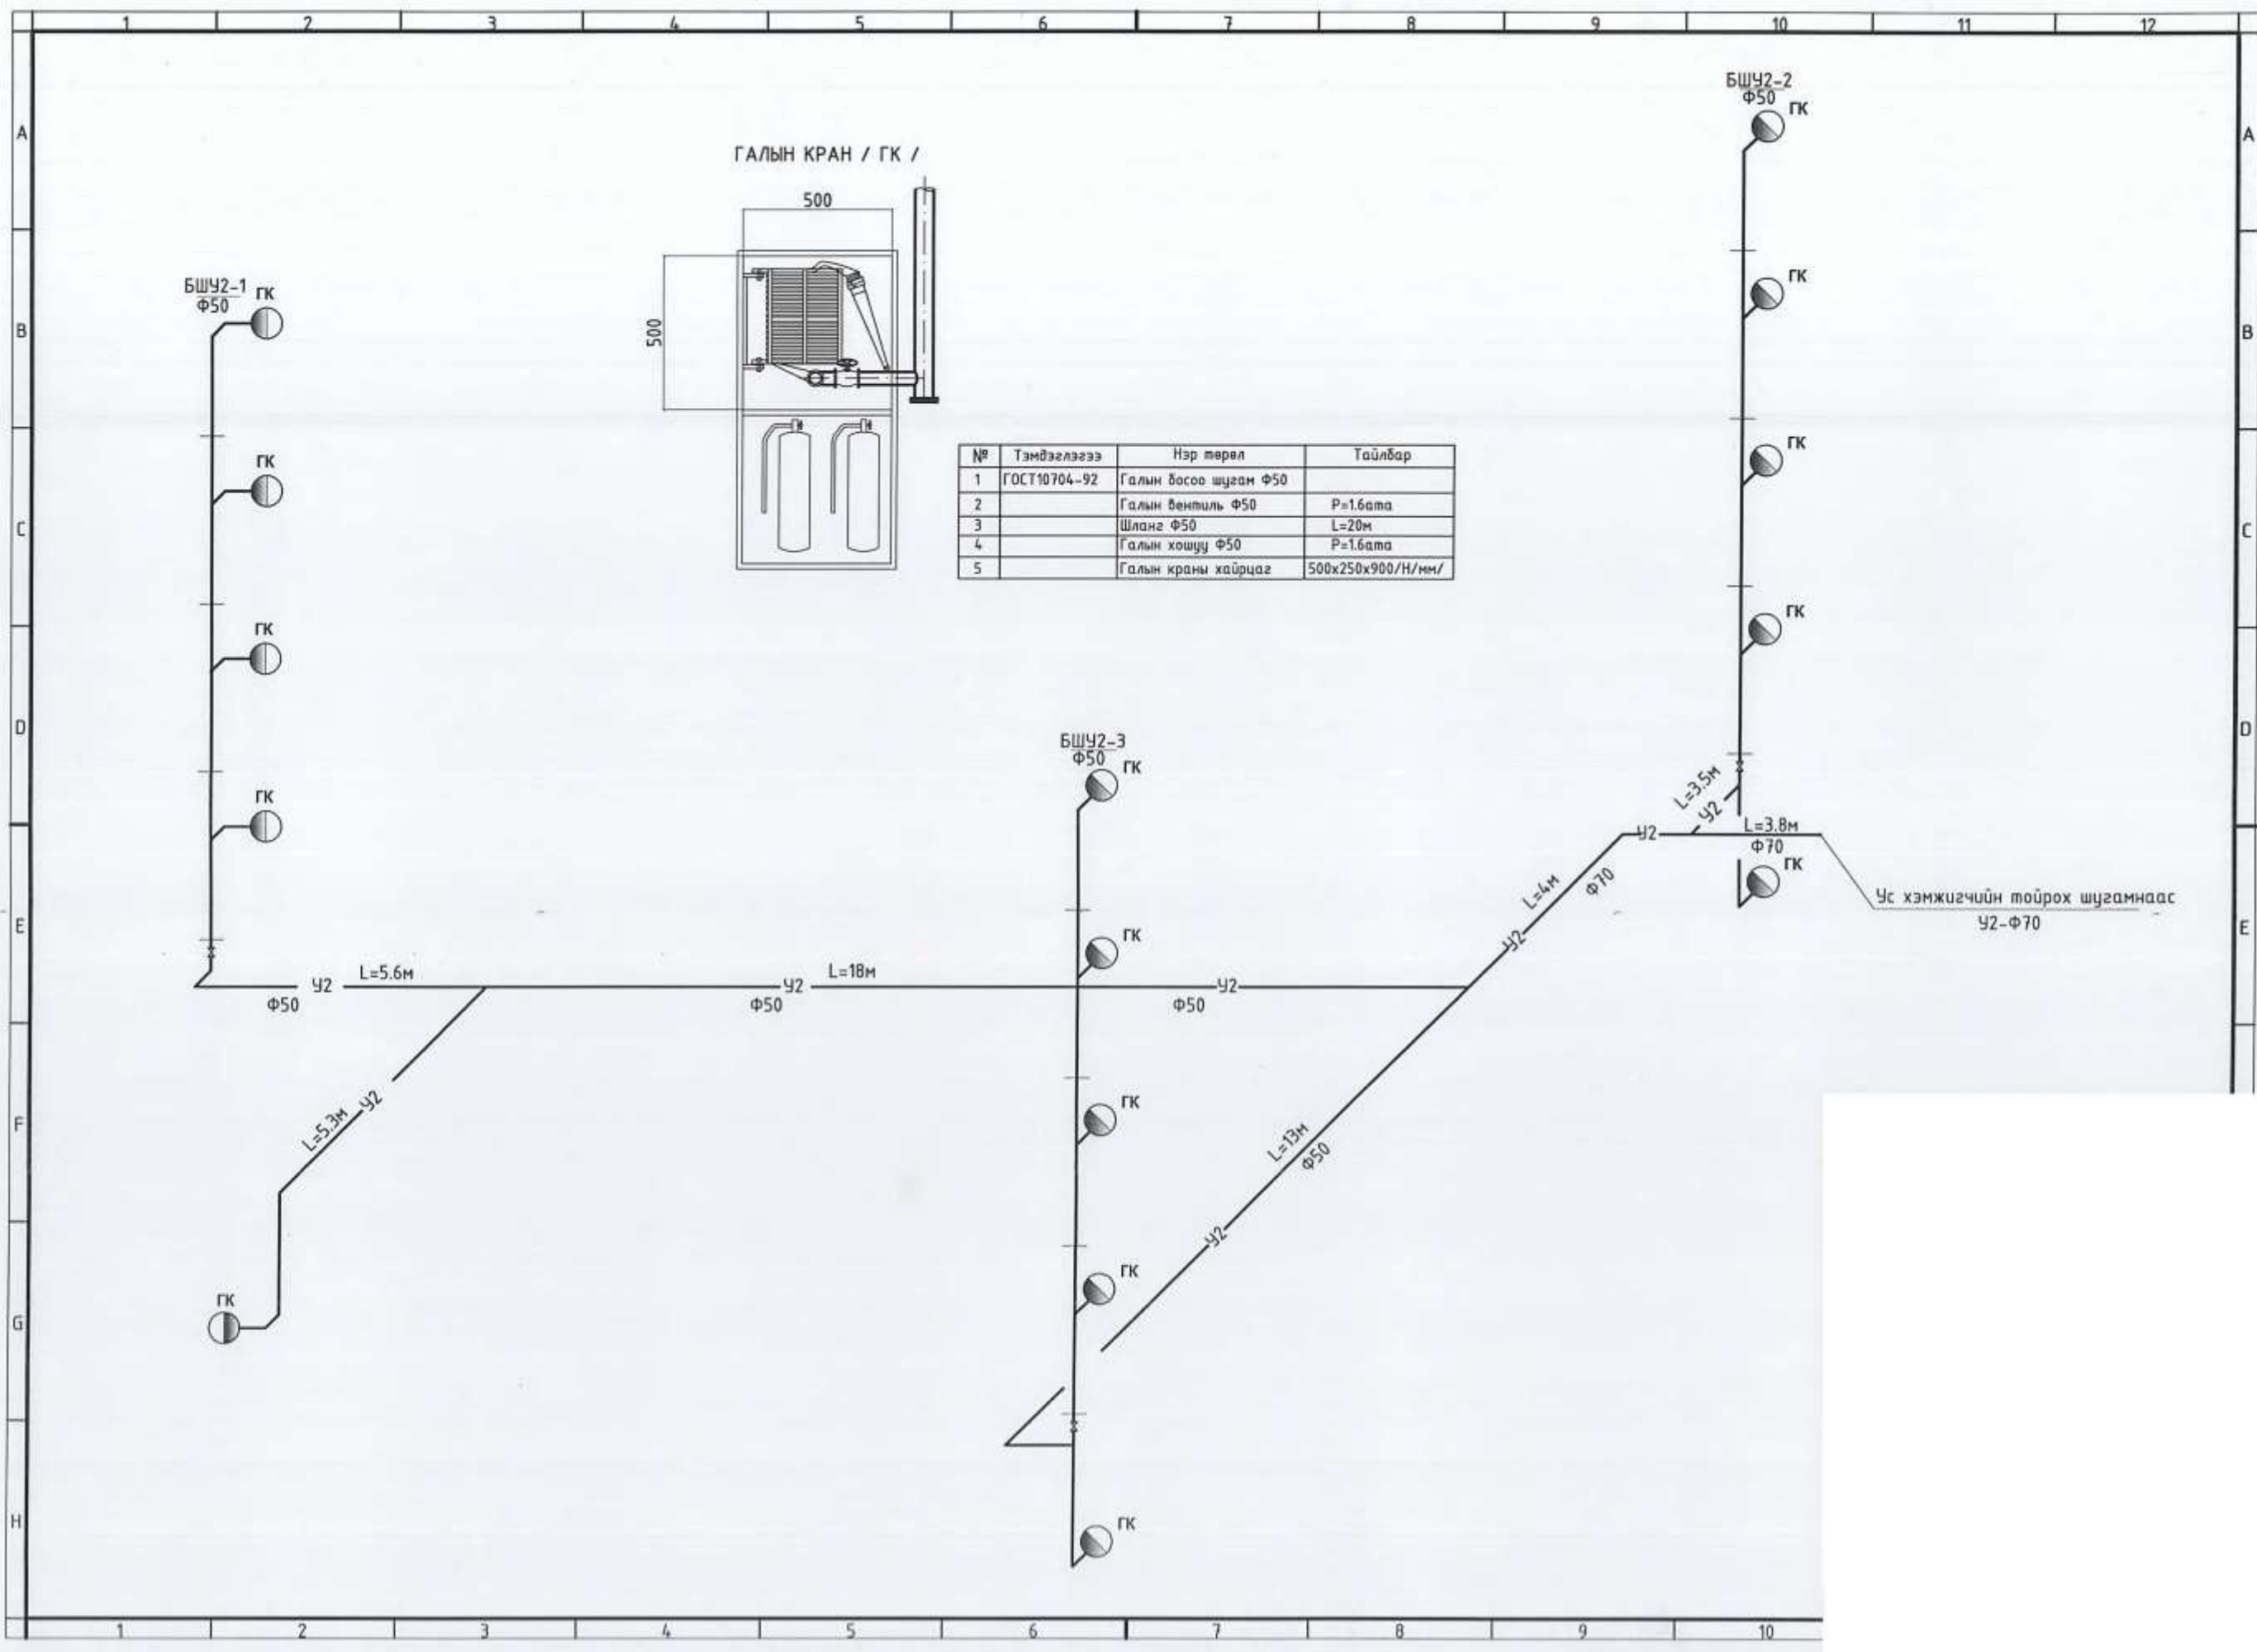 1 2 3 4 5 6 7 8 9 10 11 12
БШУ2-2
Ф50
ГК
A
A
ГАЛЫН КРАН / ГК /
500
ГК
БШУ2-1
Ф50
ГК
500
B
B
ГК
№ Тэмдэглэгээ Нэр төрөл Тайлбар
1 ГОСТ10704-92 Галын босоо шугам Ф50
2 Галын вентиль Ф50 P=1.6ата
3 Шланг Ф50 L=20м
4 Галын хошуу Ф50 P=1.6ата
5 Галын краны хайрцаг 500x250x900/H/мм/
ГК
C
C
ГК
ГК
D
D
БШУ2-3
Ф50
ГК
L=3.5м
У2
ГК
У2
L=3.8м
Ф70
ГК
L=4м
Ф70
Ус хэмжигчийн тойрох шугамнаас
У2-Ф70
E
E
ГК
У2
L=5.6м
У2
Ф50
L=18м
У2
Ф50
У2
Ф50
F
L=5.3м
У2
ГК
L=13м
Ф50
У2
ГК
ГК
G
H
ГК
1 2 3 4 5 6 7 8 9 10